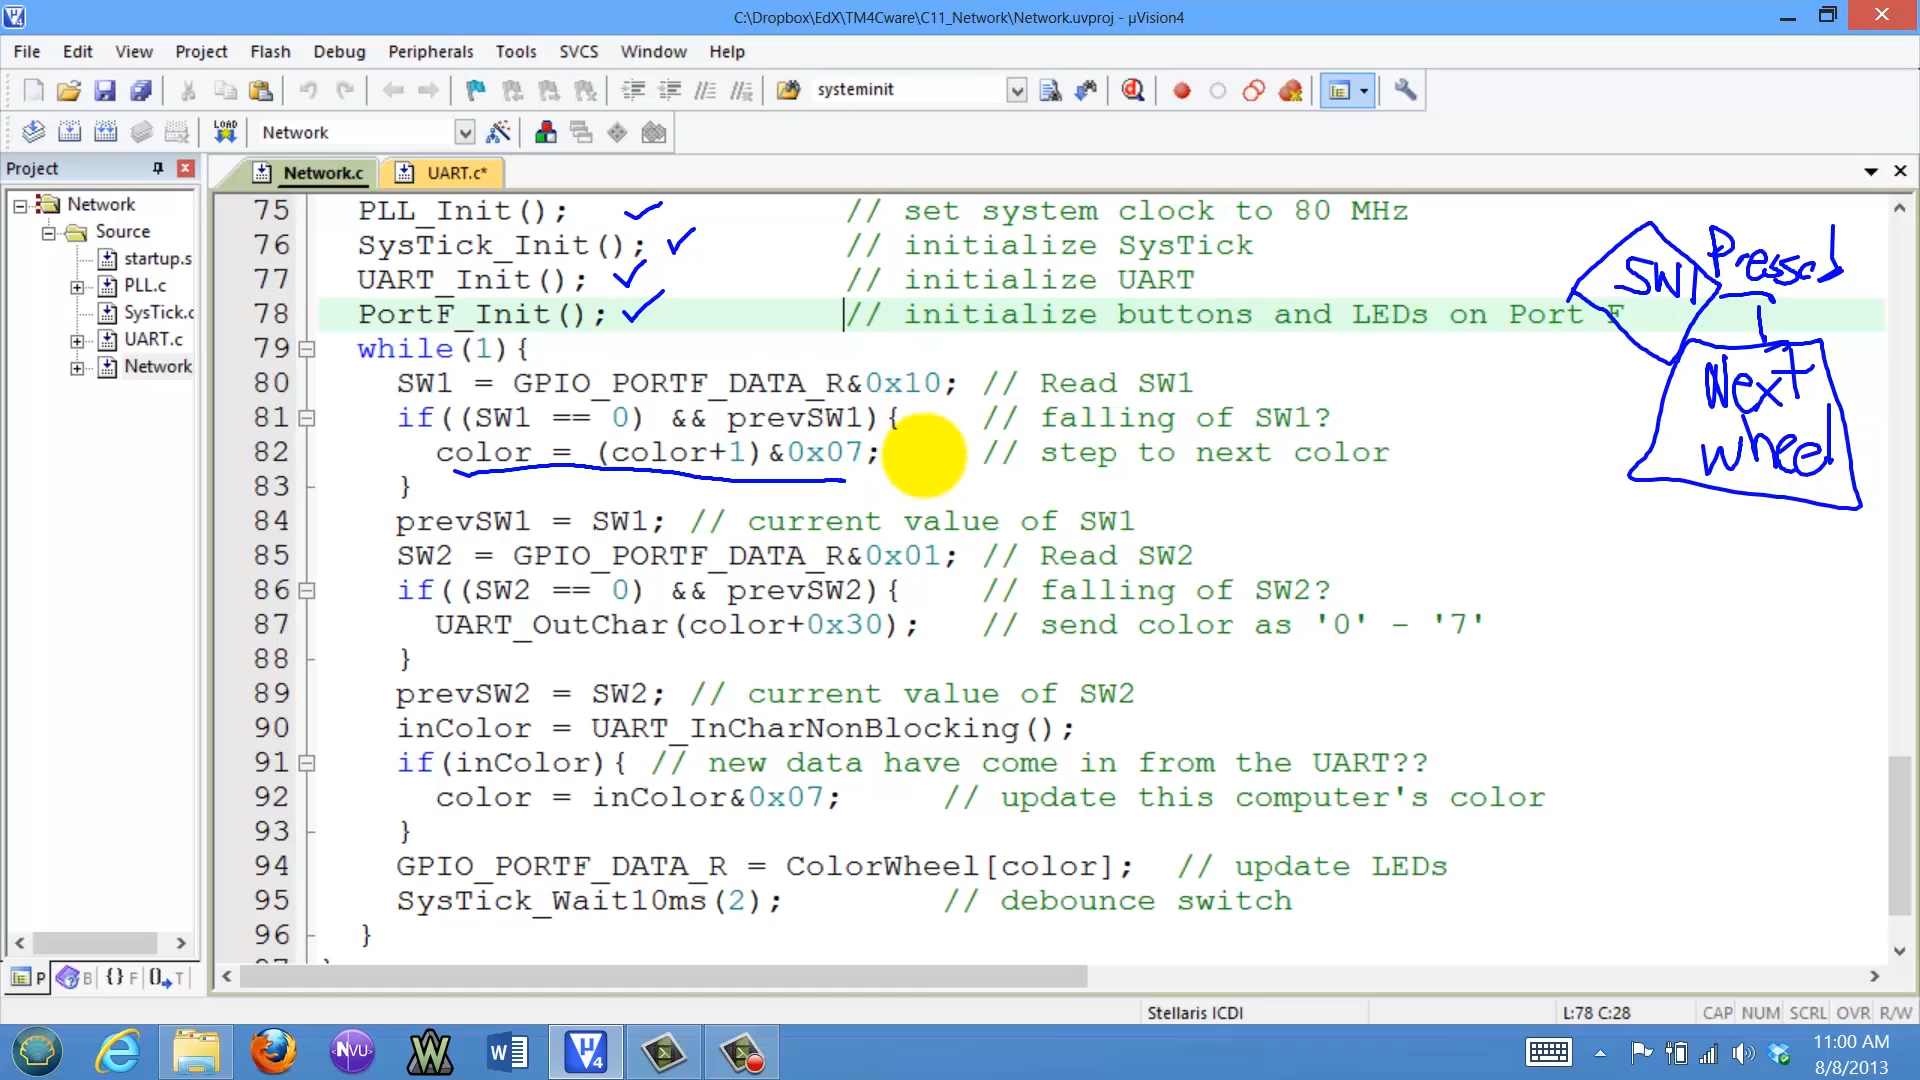 C:\Dropbox\EdX\TM4Cware\C11_Network\Network.uvproj - µVision4
File Edit View Project Flash Debug Peripherals Tools SVCS Window Help
systeminit
LOAD
Network
Project
Network.c UART.c*
Network
Source
startup.s
PLL.c
SysTick.c
UART.c
Network
75 PLL_Init(); // set system clock to 80 MHz
76 SysTick_Init(); // initialize SysTick
77 UART_Init(); // initialize UART
78 PortF_Init(); // initialize buttons and LEDs on Port F
79 while(1){
80 SW1 = GPIO_PORTF_DATA_R&0x10; // Read SW1
81 if((SW1 == 0) && prevSW1){ // falling of SW1?
82 color = (color+1)&0x07; // step to next color
83 }
84 prevSW1 = SW1; // current value of SW1
85 SW2 = GPIO_PORTF_DATA_R&0x01; // Read SW2
86 if((SW2 == 0) && prevSW2){ // falling of SW2?
87 UART_OutChar(color+0x30); // send color as '0' - '7'
88 }
89 prevSW2 = SW2; // current value of SW2
90 inColor = UART_InCharNonBlocking();
91 if(inColor){ // new data have come in from the UART??
92 color = inColor&0x07; // update this computer's color
93 }
94 GPIO_PORTF_DATA_R = ColorWheel[color]; // update LEDs
95 SysTick_Wait10ms(2); // debounce switch
96 }
SW1 Pressed
Next
wheel
P B {} F 0 T
Stellaris ICDI L:78 C:28 CAP NUM SCRL OVR R/W
NVU W W µ4
11:00 AM
8/8/2013